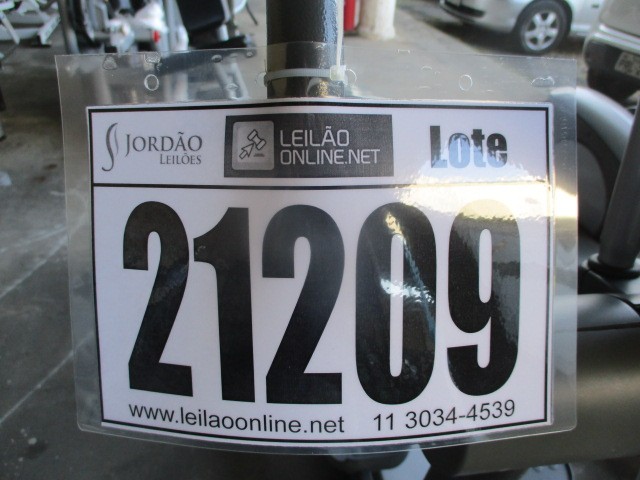 JORDÃO
LEILÕES
LEILÃO
ONLINE.NET
Lote
21209
www.leilaoonline.net 11 3034-4539